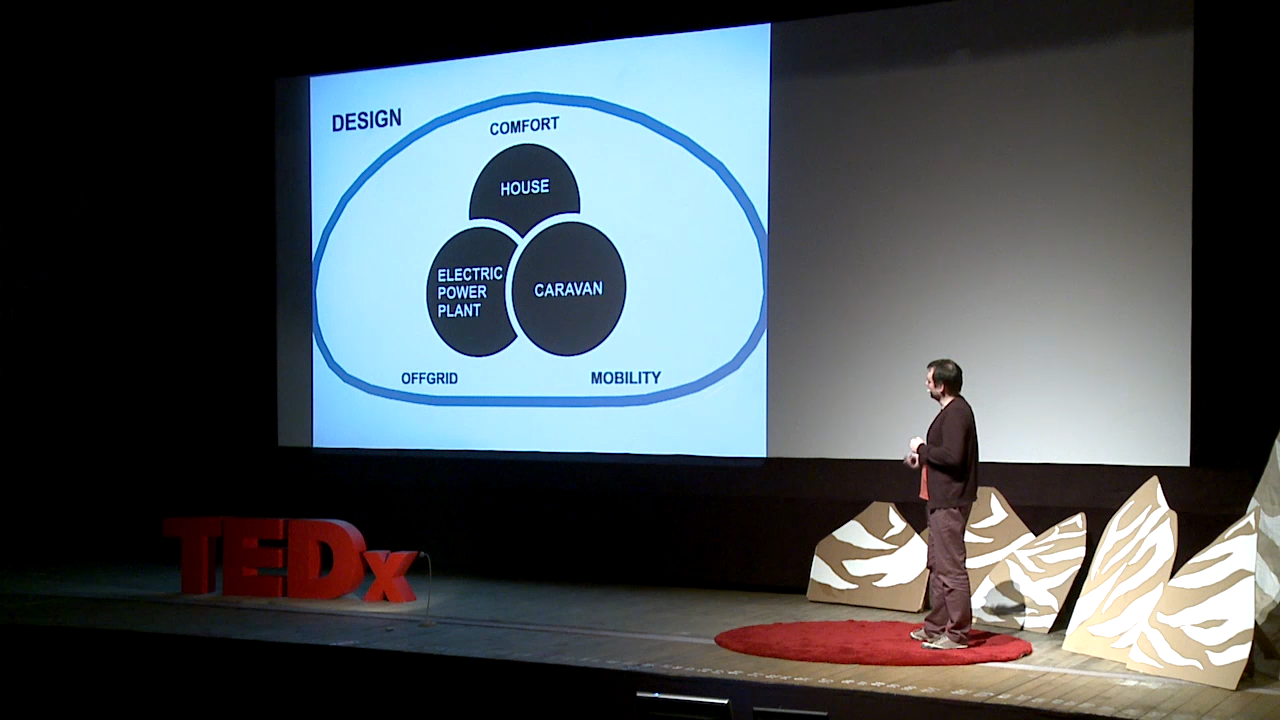 DESIGN
COMFORT
HOUSE
ELECTRIC
POWER
PLANT
CARAVAN
OFFGRID
MOBILITY
TEDx